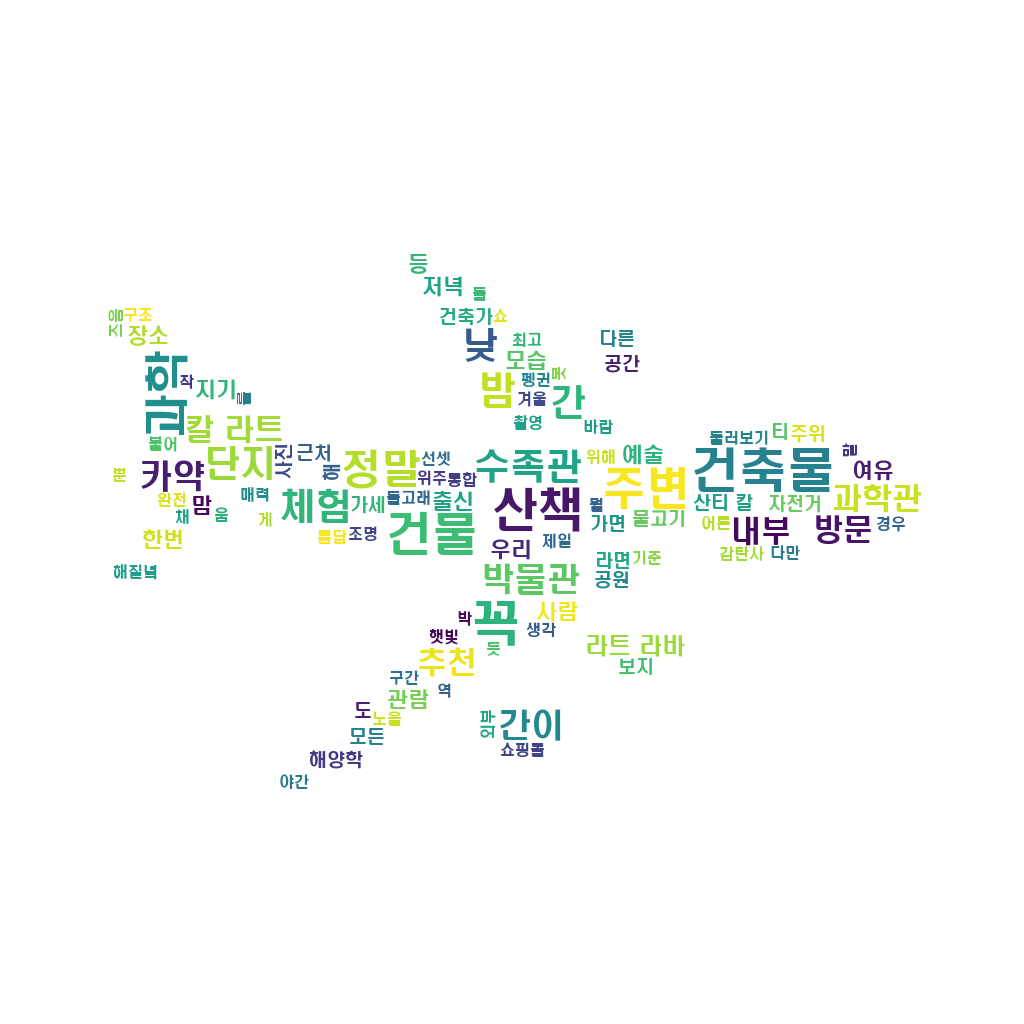 등
저녁
들
구조
즈음
장소
건축가
쇼
낮
최고
모습
다른
공간
과학
작
지기
밤
펭귄
겨울
간
촬영
바람
칼 라트
불어
사진
근처
동
단지
정말
선셋
수족관
위해
예술
둘러보기
티
주위
건축물
여유
뿐
카약
완전
맘
채
움
매력
게
체험
가세
위주
통합
돌고래
출신
산책
주변
뭘
가면
물고기
산티 칼
자전거
과학관
어른
내부
방문
경우
감탄사
다만
한번
해질녘
조명
건물
우리
제일
라면
기준
공원
박물관
꼭
사람
박
햇빛
생각
듯
라트 라바
보지
추천
구간
역
관람
도
노을
모든
간이
쇼핑몰
해양학
야간